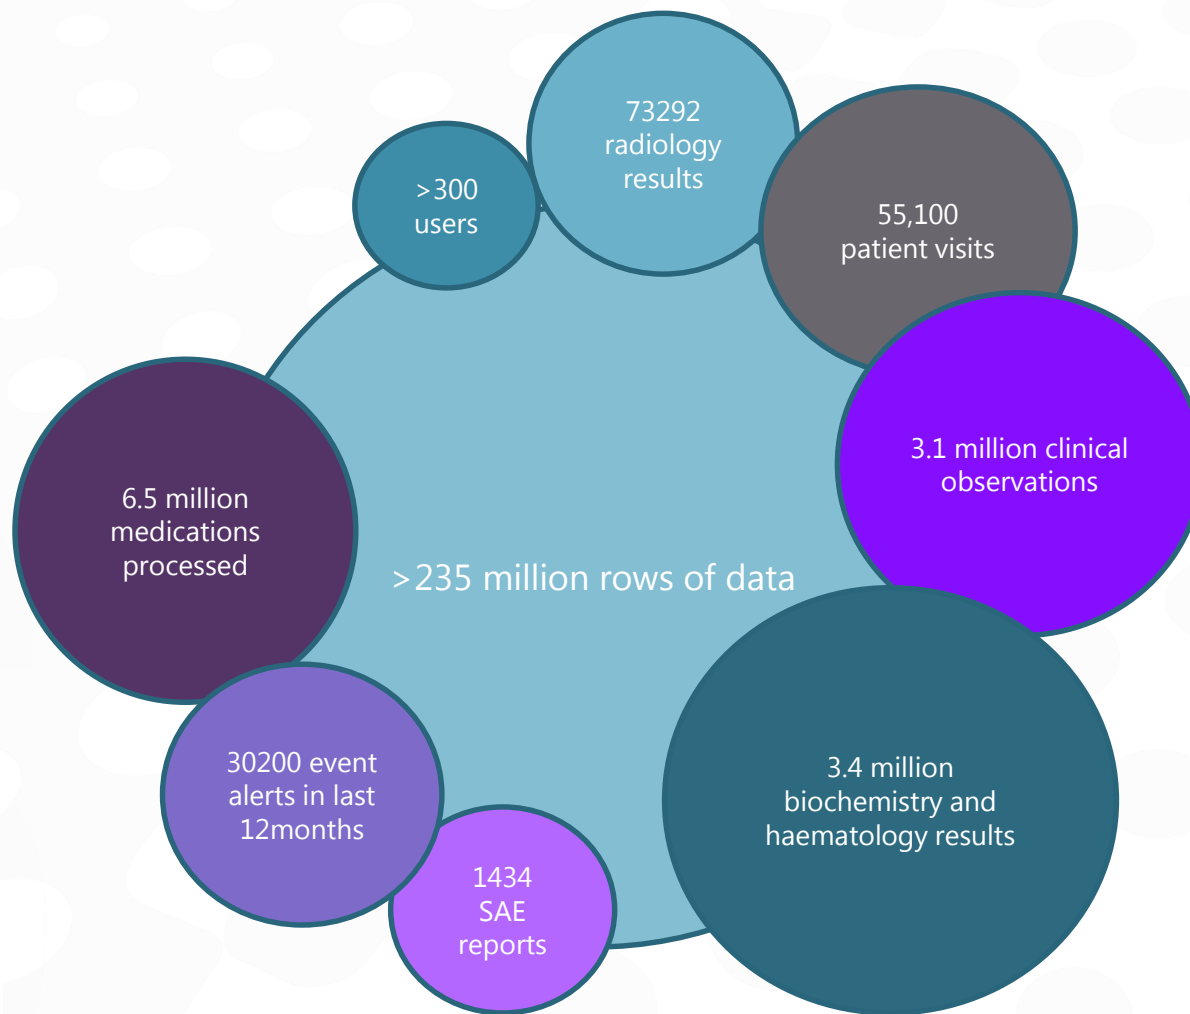 73292
radiology
results
>300
users
55,100
patient visits
3.1 million clinical
observations
6.5 million
medications
processed
>235 million rows of data
30200 event
alerts in last
12months
3.4 million
biochemistry and
haematology results
1434
SAE
reports